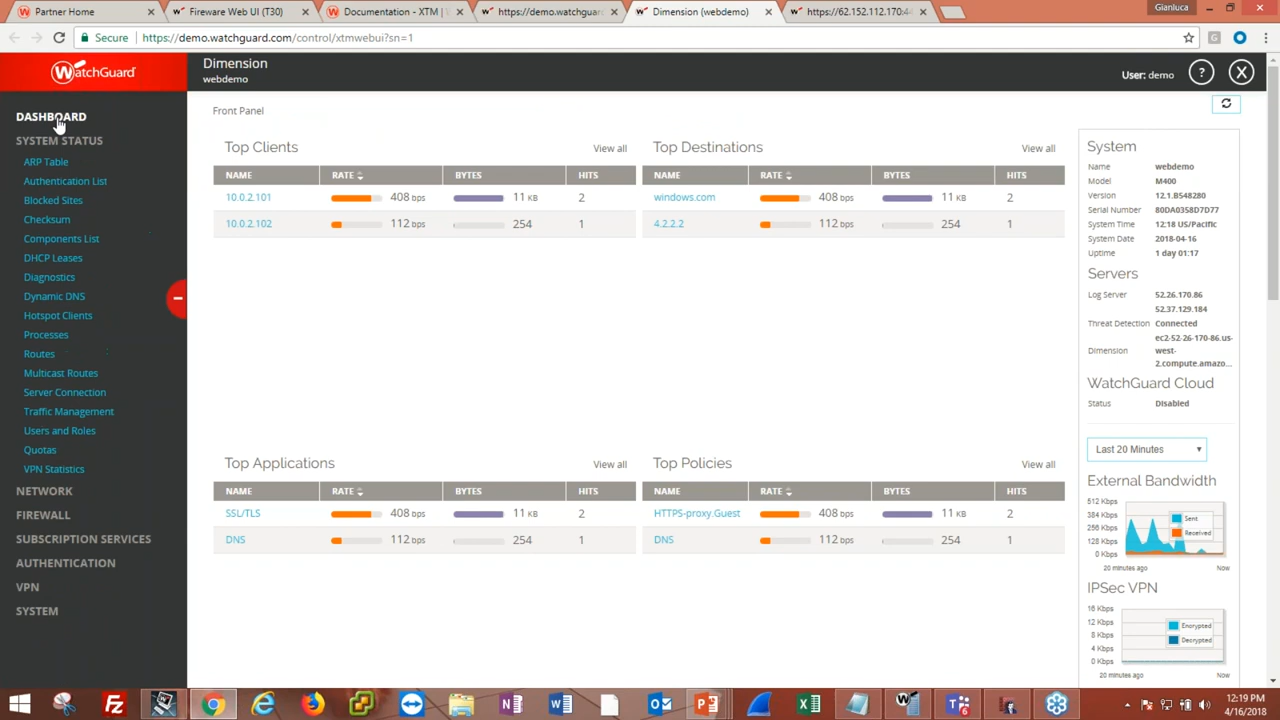 Partner Home
Fireware Web UI (T30)
Documentation - XTM | W
https://demo.watchguard.
Dimension (webdemo)
https://62.152.112.170:44
Gianluca
Secure
https://demo.watchguard.com/control/xtmwebui?sn=1
WatchGuard
Dimension
webdemo
User: demo
?
X
DASHBOARD
SYSTEM STATUS
ARP Table
Authentication List
Blocked Sites
Checksum
Components List
DHCP Leases
Diagnostics
Dynamic DNS
Hotspot Clients
Processes
Routes
Multicast Routes
Server Connection
Traffic Management
Users and Roles
Quotas
VPN Statistics
NETWORK
FIREWALL
SUBSCRIPTION SERVICES
AUTHENTICATION
VPN
SYSTEM
Front Panel
Top Clients
View all
NAME RATE BYTES HITS
10.0.2.101 408 bps 11 KB 2
10.0.2.102 112 bps 254 1
Top Destinations
View all
NAME RATE BYTES HITS
windows.com 408 bps 11 KB 2
4.2.2.2 112 bps 254 1
Top Applications
View all
NAME RATE BYTES HITS
SSL/TLS 408 bps 11 KB 2
DNS 112 bps 254 1
Top Policies
View all
NAME RATE BYTES HITS
HTTPS-proxy.Guest 408 bps 11 KB 2
DNS 112 bps 254 1
System
Name webdemo
Model M400
Version 12.1.B548280
Serial Number 80DA0358D7D77
System Time 12:18 US/Pacific
System Date 2018-04-16
Uptime 1 day 01:17
Servers
Log Server 52.26.170.86
52.37.129.184
Threat Detection Connected
Dimension ec2-52-26-170-86.us-
west-
2.compute.amazo...
WatchGuard Cloud
Status Disabled
Last 20 Minutes
External Bandwidth
512 Kbps
384 Kbps
256 Kbps
128 Kbps
0 Kbps
Sent
Received
20 minutes ago Now
IPSec VPN
16 Kbps
12 Kbps
8 Kbps
4 Kbps
0 Kbps
Encrypted
Decrypted
20 minutes ago Now
12:19 PM
4/16/2018